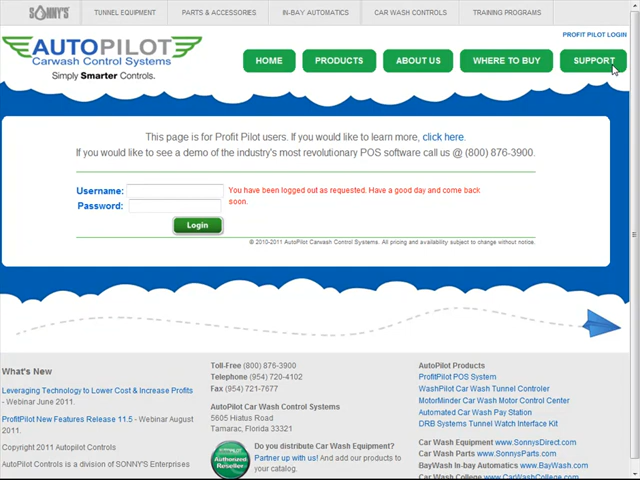 SONNY'S
TUNNEL EQUIPMENT
PARTS & ACCESSORIES
IN-BAY AUTOMATICS
CAR WASH CONTROLS
TRAINING PROGRAMS
PROFIT PILOT LOGIN
AUTOPILOT
Carwash Control Systems
Simply Smarter Controls.
HOME
PRODUCTS
ABOUT US
WHERE TO BUY
SUPPORT
This page is for Profit Pilot users. If you would like to learn more, click here.
If you would like to see a demo of the industry's most revolutionary POS software call us @ (800) 876-3900.
Username:
You have been logged out as requested. Have a good day and come back
soon.
Password:
Login
© 2010-2011 AutoPilot Carwash Control Systems. All pricing and availability subject to change without notice.
What's New
Leveraging Technology to Lower Cost & Increase Profits
- Webinar June 2011.
ProfitPilot New Features Release 11.5 - Webinar August
2011.
Copyright 2011 Autopilot Controls
AutoPilot Controls is a division of SONNY'S Enterprises
Toll-Free (800) 876-3900
Telephone (954) 720-4102
Fax (954) 721-7677
AutoPilot Car Wash Control Systems
5605 Hiatus Road
Tamarac, Florida 33321
AUTHORIZED
Reseller
Do you distribute Car Wash Equipment?
Partner up with us! And add our products to
your catalog.
AutoPilot Products
ProfitPilot POS System
WashPilot Car Wash Tunnel Controler
MotorMinder Car Wash Motor Control Center
Automated Car Wash Pay Station
DRB Systems Tunnel Watch Interface Kit
Car Wash Equipment www.SonnysDirect.com
Car Wash Parts www.SonnysParts.com
BayWash In-bay Automatics www.BayWash.com
Car Wash College www.CarWashCollege.com